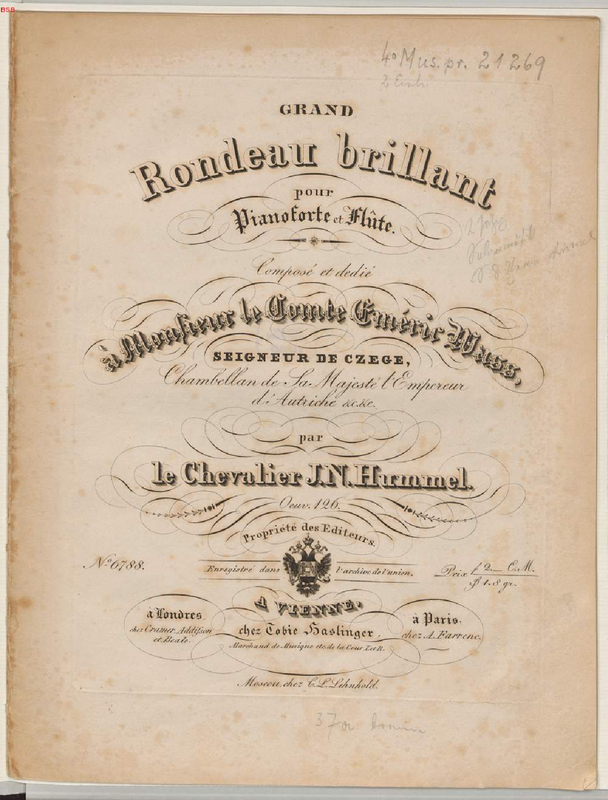 BSB
4° Mus. pr. 21269
GRAND
Rondeau brillant
pour
Pianoforte et Flûte.
Composé et dedié
à Monsieur le Comte Eméric Wass,
SEIGNEUR DE CZEGE,
Chambellan de Sa Majesté l'Empereur
d'Autriche &c.&c.
par
le Chevalier J.N. Hummel.
Oeuv. 126.
Propriété des Editeurs.
No. 6788.
Enregistré dans l'archive de l'union.
Prix f. 2 C.M.
A VIENNE,
chez Tobie Haslinger,
Marchand de Musique etc. de la Cour I. et R.
à Londres
chez Cramer Addison
et Beale.
à Paris
chez A. Farrenc.
Moscou, chez C. L. Lehnhold.